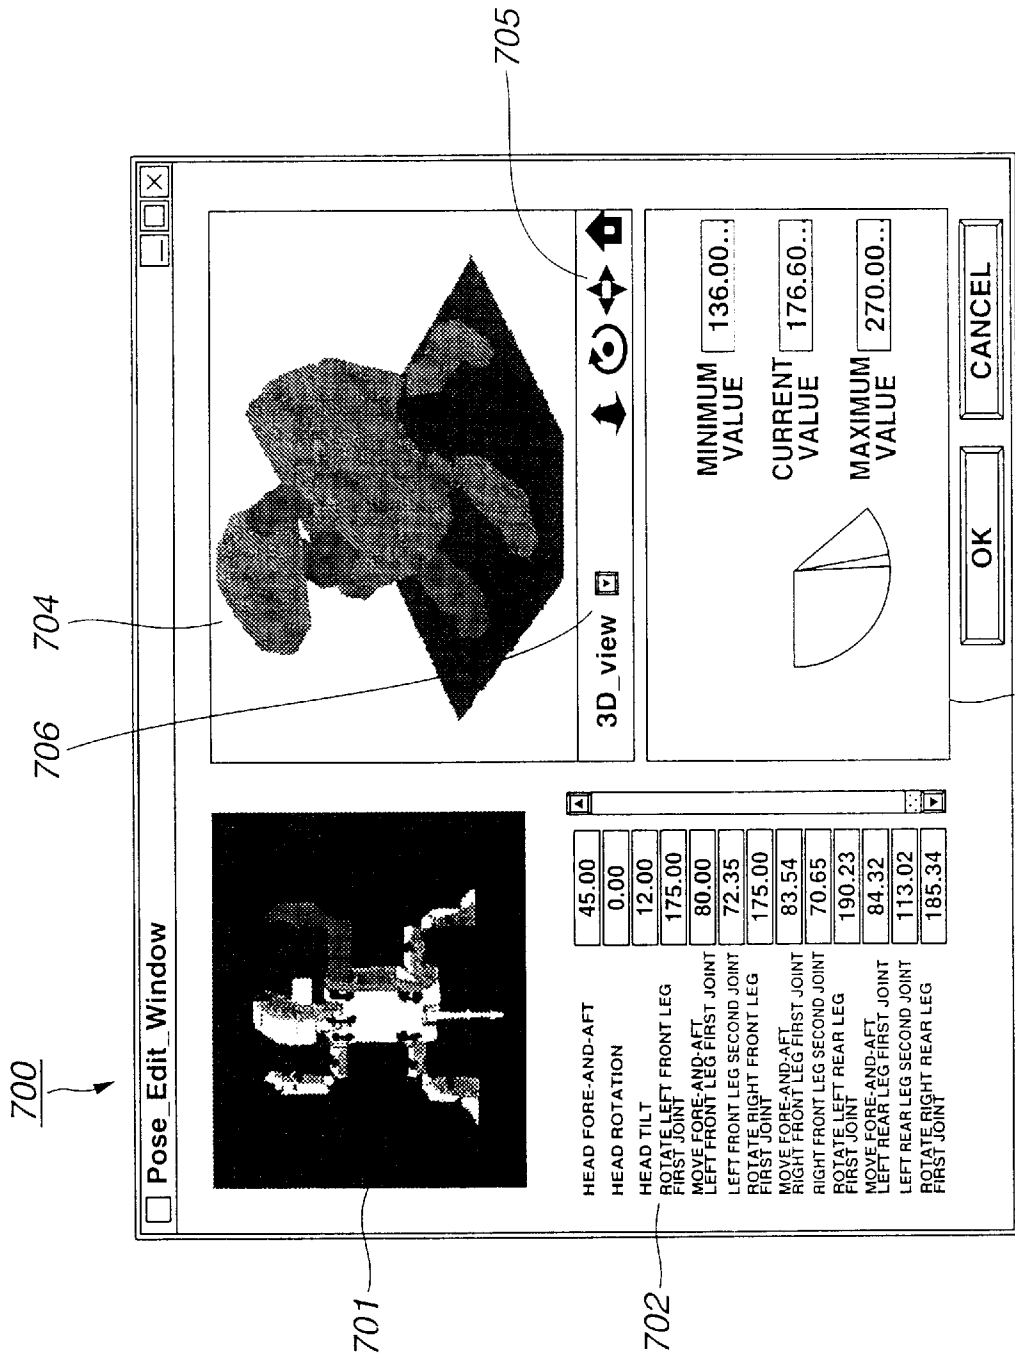 700
Pose_Edit_Window
701
704
706
705
3D_view
702
HEAD FORE-AND-AFT 45.00
HEAD ROTATION 0.00
HEAD TILT 12.00
ROTATE LEFT FRONT LEG
FIRST JOINT 175.00
MOVE FORE-AND-AFT
LEFT FRONT LEG FIRST JOINT 80.00
LEFT FRONT LEG SECOND JOINT 72.35
ROTATE RIGHT FRONT LEG
FIRST JOINT 175.00
MOVE FORE-AND-AFT
RIGHT FRONT LEG FIRST JOINT 83.54
RIGHT FRONT LEG SECOND JOINT 70.65
ROTATE LEFT REAR LEG
FIRST JOINT 190.23
MOVE FORE-AND-AFT
LEFT REAR LEG FIRST JOINT 84.32
LEFT REAR LEG SECOND JOINT 113.02
ROTATE RIGHT REAR LEG
FIRST JOINT 185.34
MINIMUM
VALUE 136.00...
CURRENT
VALUE 176.60...
MAXIMUM
VALUE 270.00...
OK
CANCEL